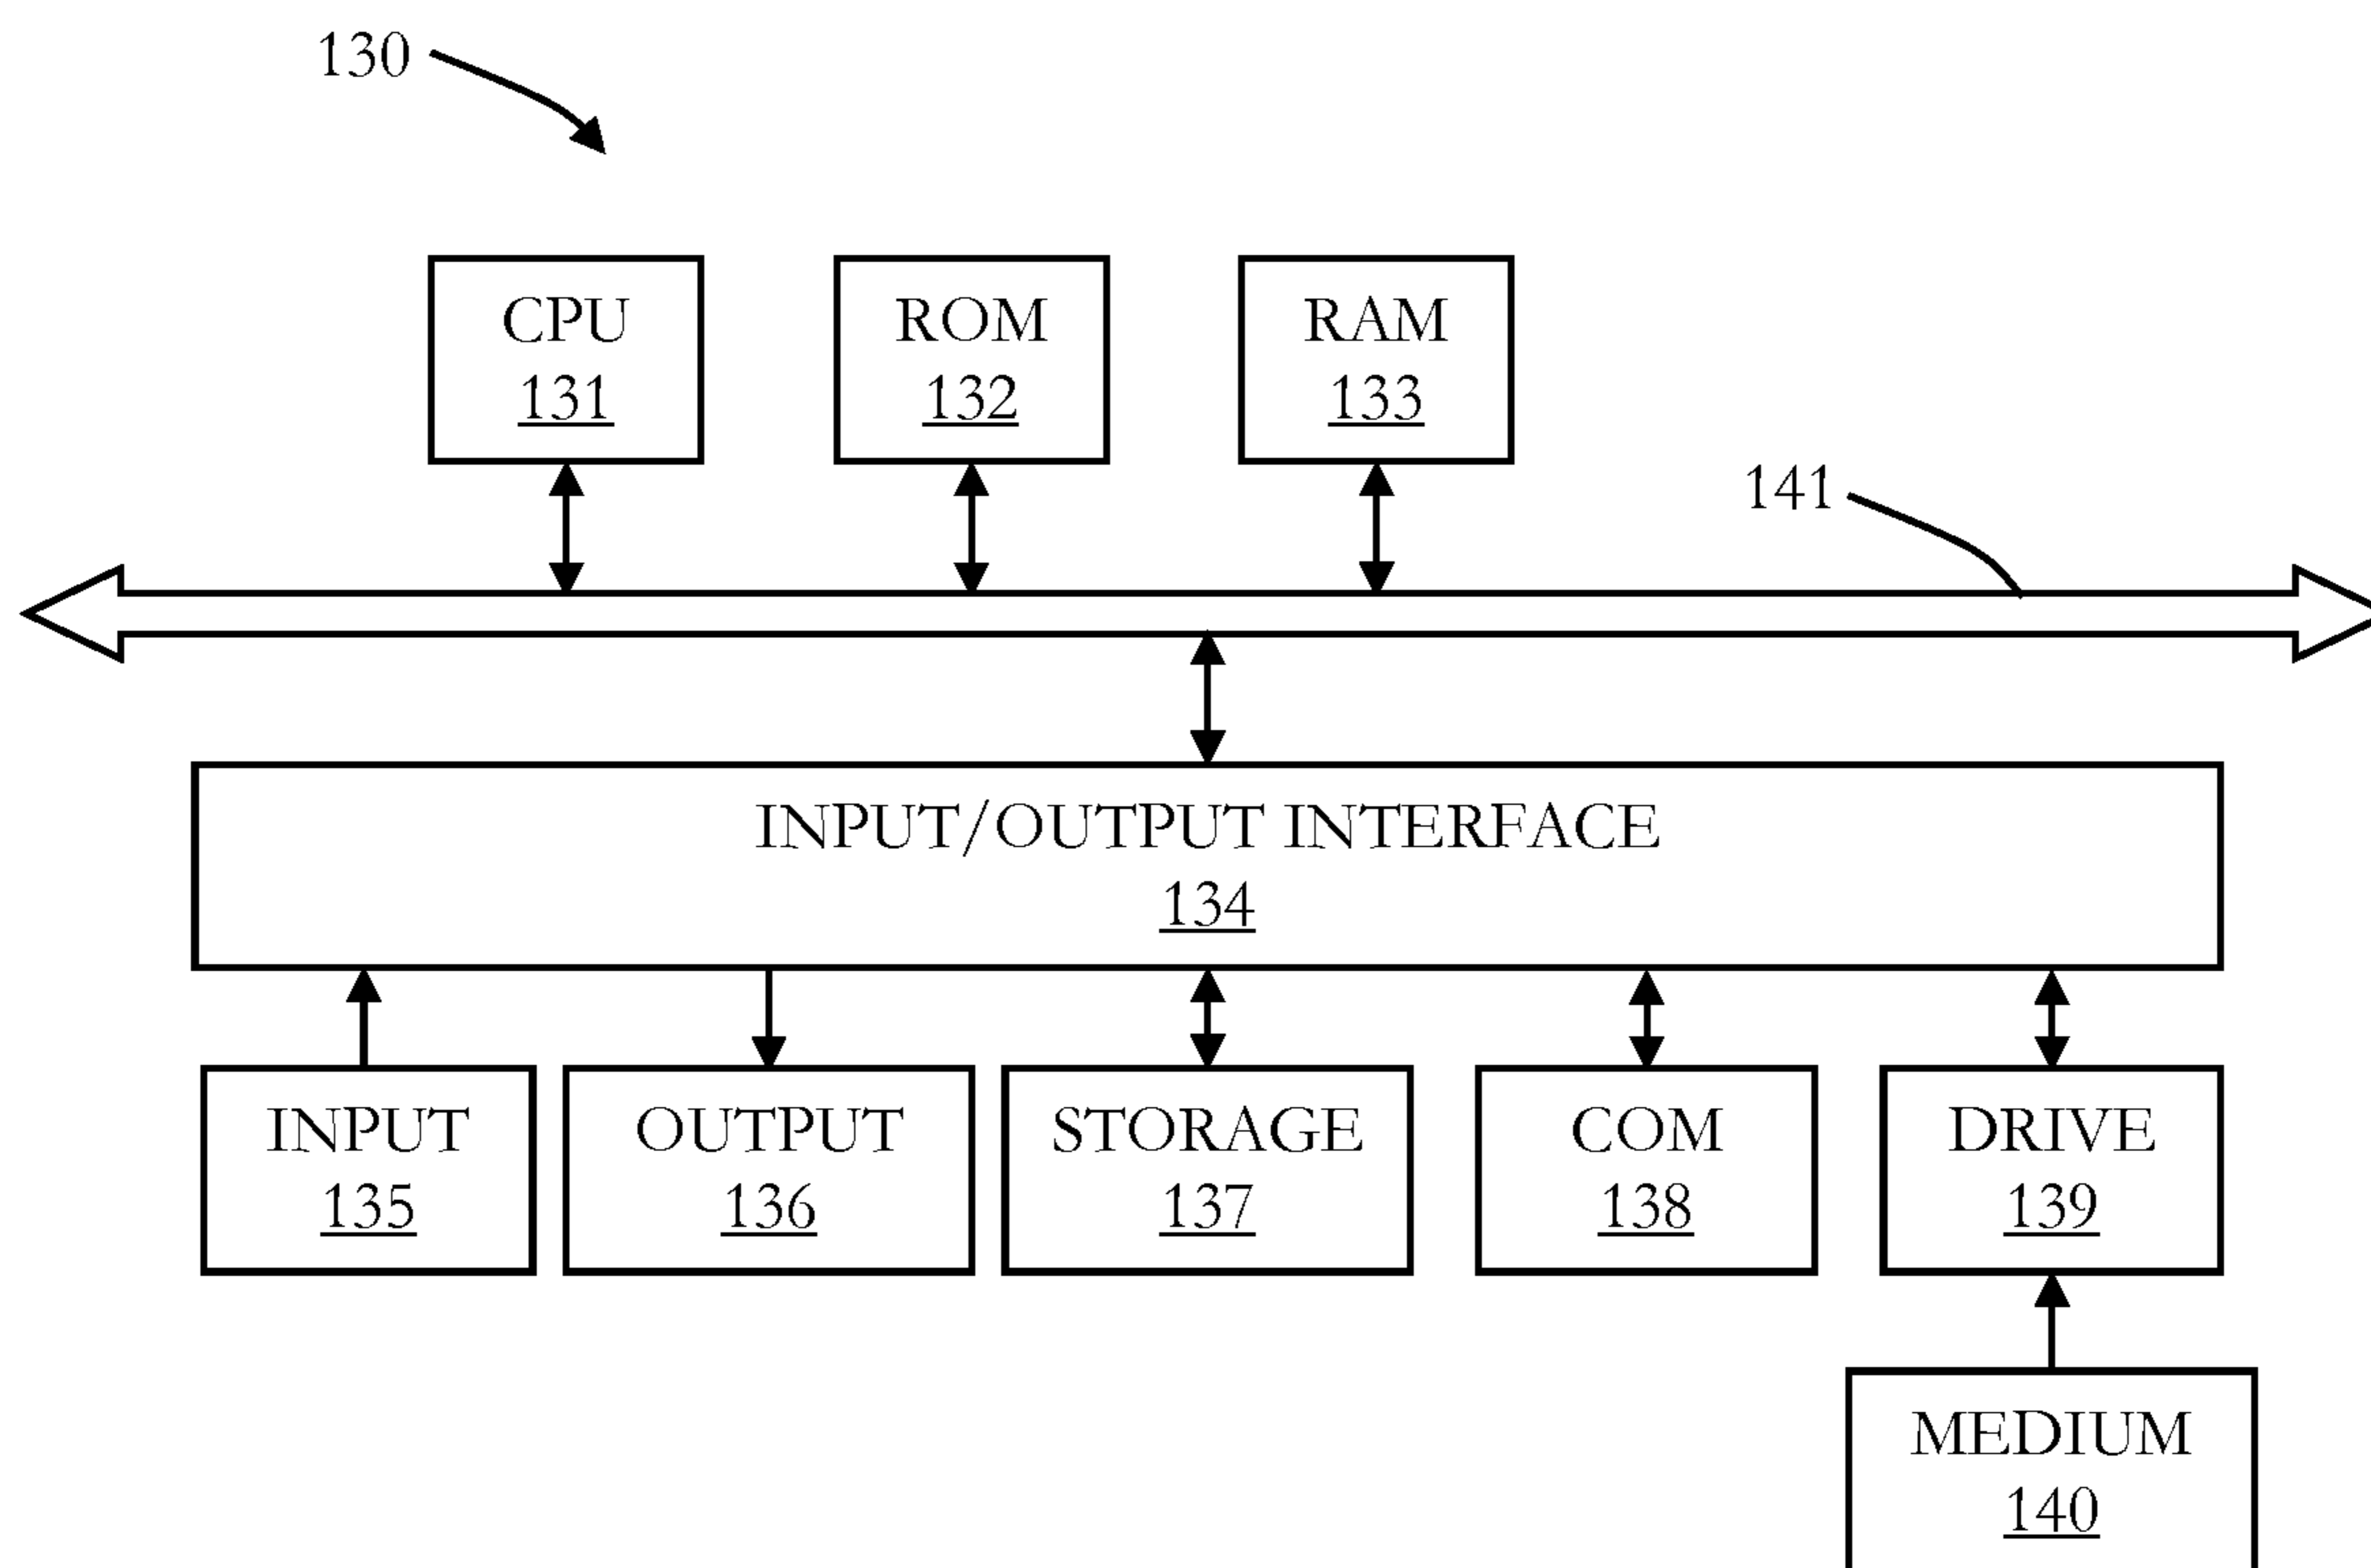 130
CPU
131
ROM
132
RAM
133
141
INPUT/OUTPUT INTERFACE
134
INPUT
135
OUTPUT
136
STORAGE
137
COM
138
DRIVE
139
MEDIUM
140